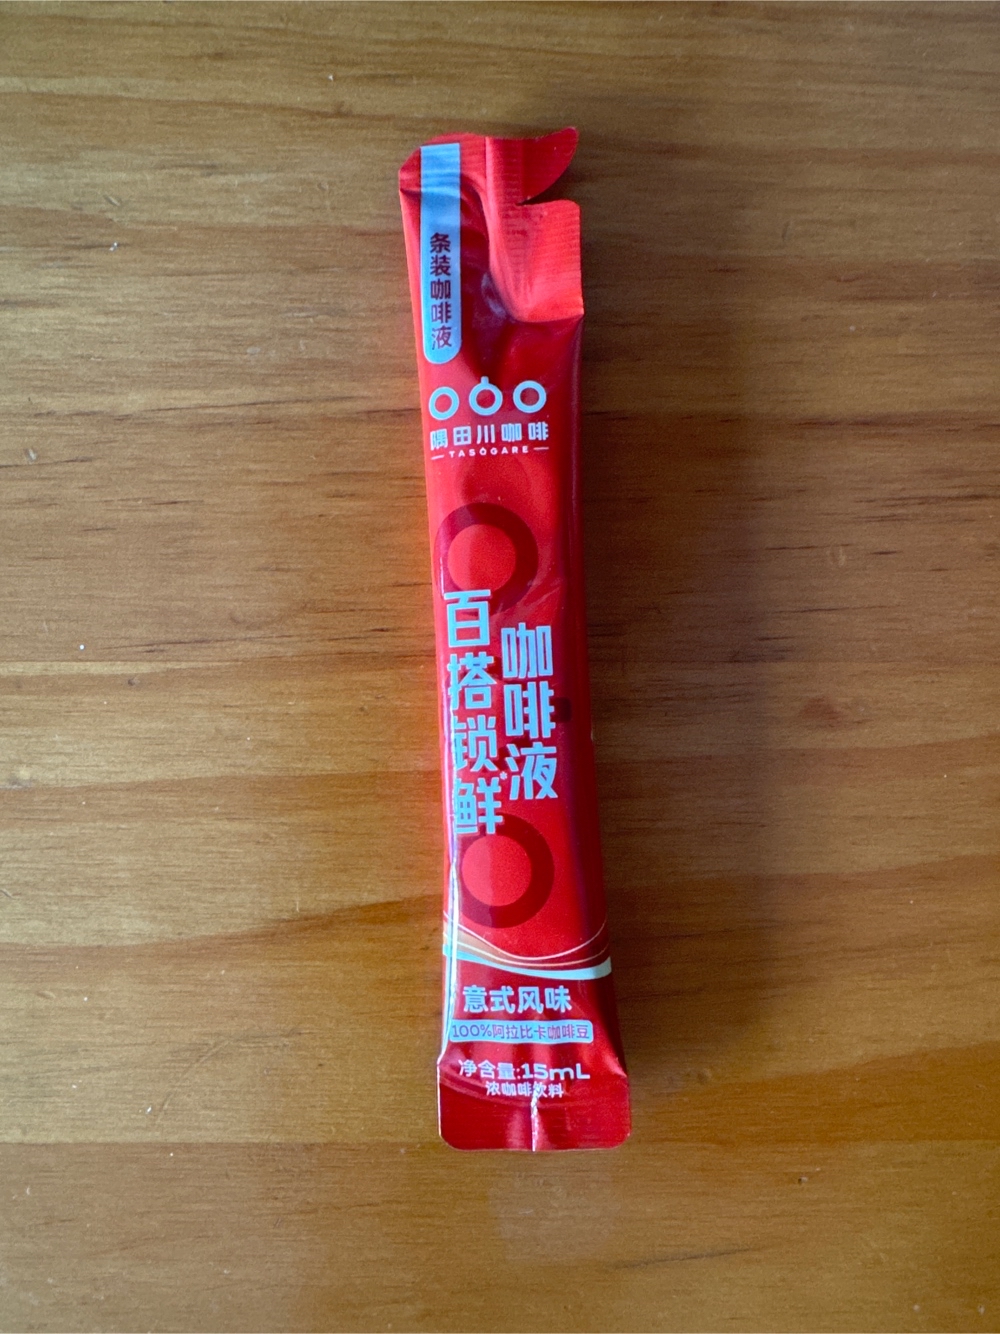 条装咖啡液
隅田川咖啡
TASOGARE
百搭锁鲜
咖啡液
意式风味
100%阿拉比卡咖啡豆
净含量:15mL
浓咖啡饮料